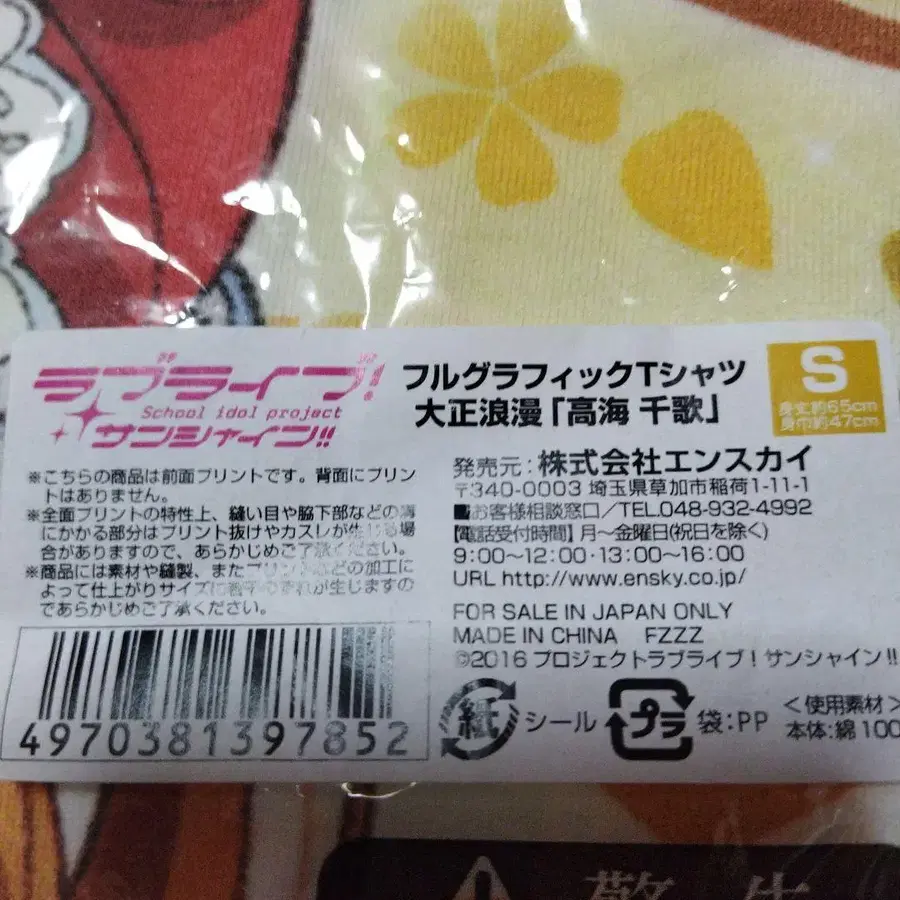 ラブライブ!
School idol project
サンシャイン!!
フルグラフィックTシャツ
大正浪漫「高海 千歌」
S
身丈約65cm
身巾約47cm
※こちらの商品は前面プリントです。背面にプリン
トはありません。
※全面プリントの特性上、縫い目や脇下部などの溝
にかかる部分はプリント抜けやカスレが生じる場
合がありますので、あらかじめご了承ください。
※商品には素材や縫製、またプリントなどの加工に
よって仕上がりサイズに若干のずれが生じますの
であらかじめご了承ください。
発売元:株式会社エンスカイ
〒340-0003 埼玉県草加市稲荷1-11-1
■お客様相談窓口/TEL.048-932-4992
【電話受付時間】月~金曜日(祝日を除く)
9:00~12:00・13:00~16:00
URL http://www.ensky.co.jp/
FOR SALE IN JAPAN ONLY
MADE IN CHINA FZZZ
©2016 プロジェクトラブライブ!サンシャイン!!
4970381397852
紙 シール
プラ 袋:PP
<使用素材>
本体:綿100